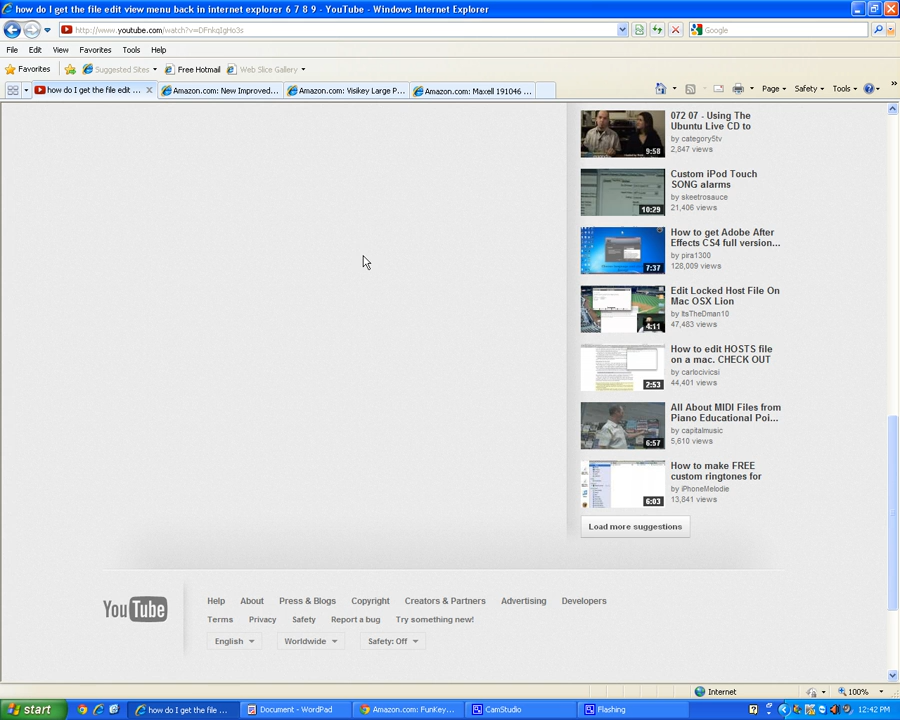 how do I get the file edit view menu back in internet explorer 6 7 8 9 - YouTube - Windows Internet Explorer
http://www.youtube.com/watch?v=DFnkqIgHo3s
Google
File Edit View Favorites Tools Help
Favorites Suggested Sites Free Hotmail Web Slice Gallery
how do I get the file edit ... Amazon.com: New Improved... Amazon.com: Visikey Large P... Amazon.com: Maxell 191046 ... Page Safety Tools
072 07 - Using The
Ubuntu Live CD to
by category5tv
2,847 views
9:58
Custom iPod Touch
SONG alarms
by skeetrosauce
21,406 views
10:29
How to get Adobe After
Effects CS4 full version...
by pira1300
128,009 views
7:37
Edit Locked Host File On
Mac OSX Lion
by ItsTheDman10
47,483 views
4:11
How to edit HOSTS file
on a mac. CHECK OUT
by carlocivicsi
44,401 views
2:53
All About MIDI Files from
Piano Educational Poi...
by capitalmusic
5,610 views
6:57
How to make FREE
custom ringtones for
by iPhoneMelodie
13,841 views
6:03
Load more suggestions
YouTube
Help About Press & Blogs Copyright Creators & Partners Advertising Developers
Terms Privacy Safety Report a bug Try something new!
English Worldwide Safety: Off
Internet 100%
start how do I get the file ... Document - WordPad Amazon.com: FunKey... CamStudio Flashing 12:42 PM